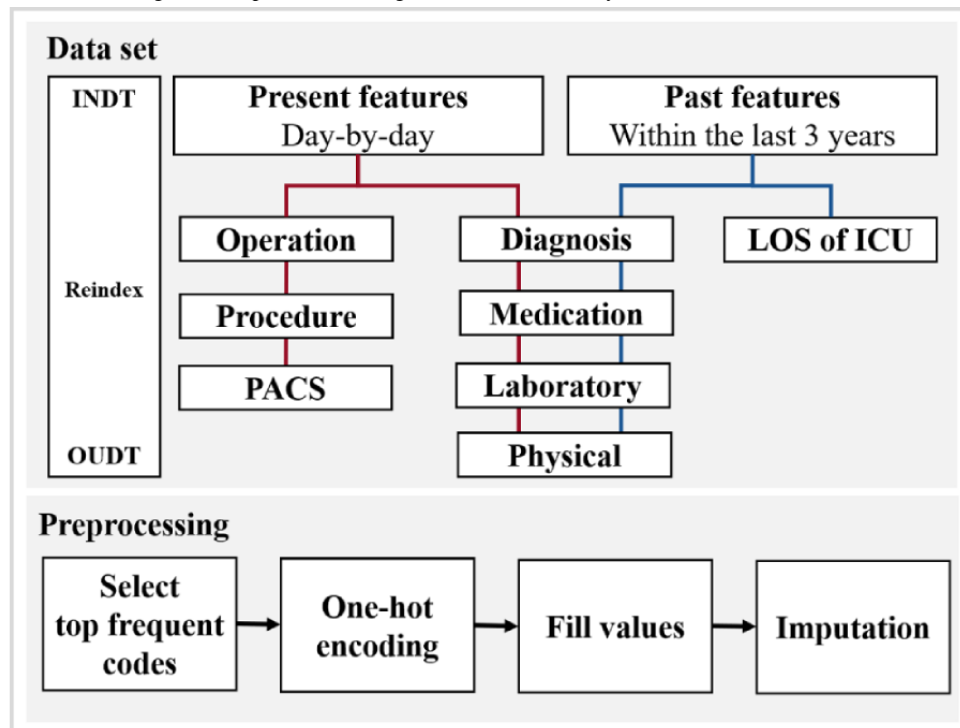 Data set
INDT
Reindex
OUDT
Present features
Day-by-day
Past features
Within the last 3 years
Operation
Diagnosis
LOS of ICU
Procedure
Medication
PACS
Laboratory
Physical
Preprocessing
Select
top frequent
codes
One-hot
encoding
Fill values
Imputation